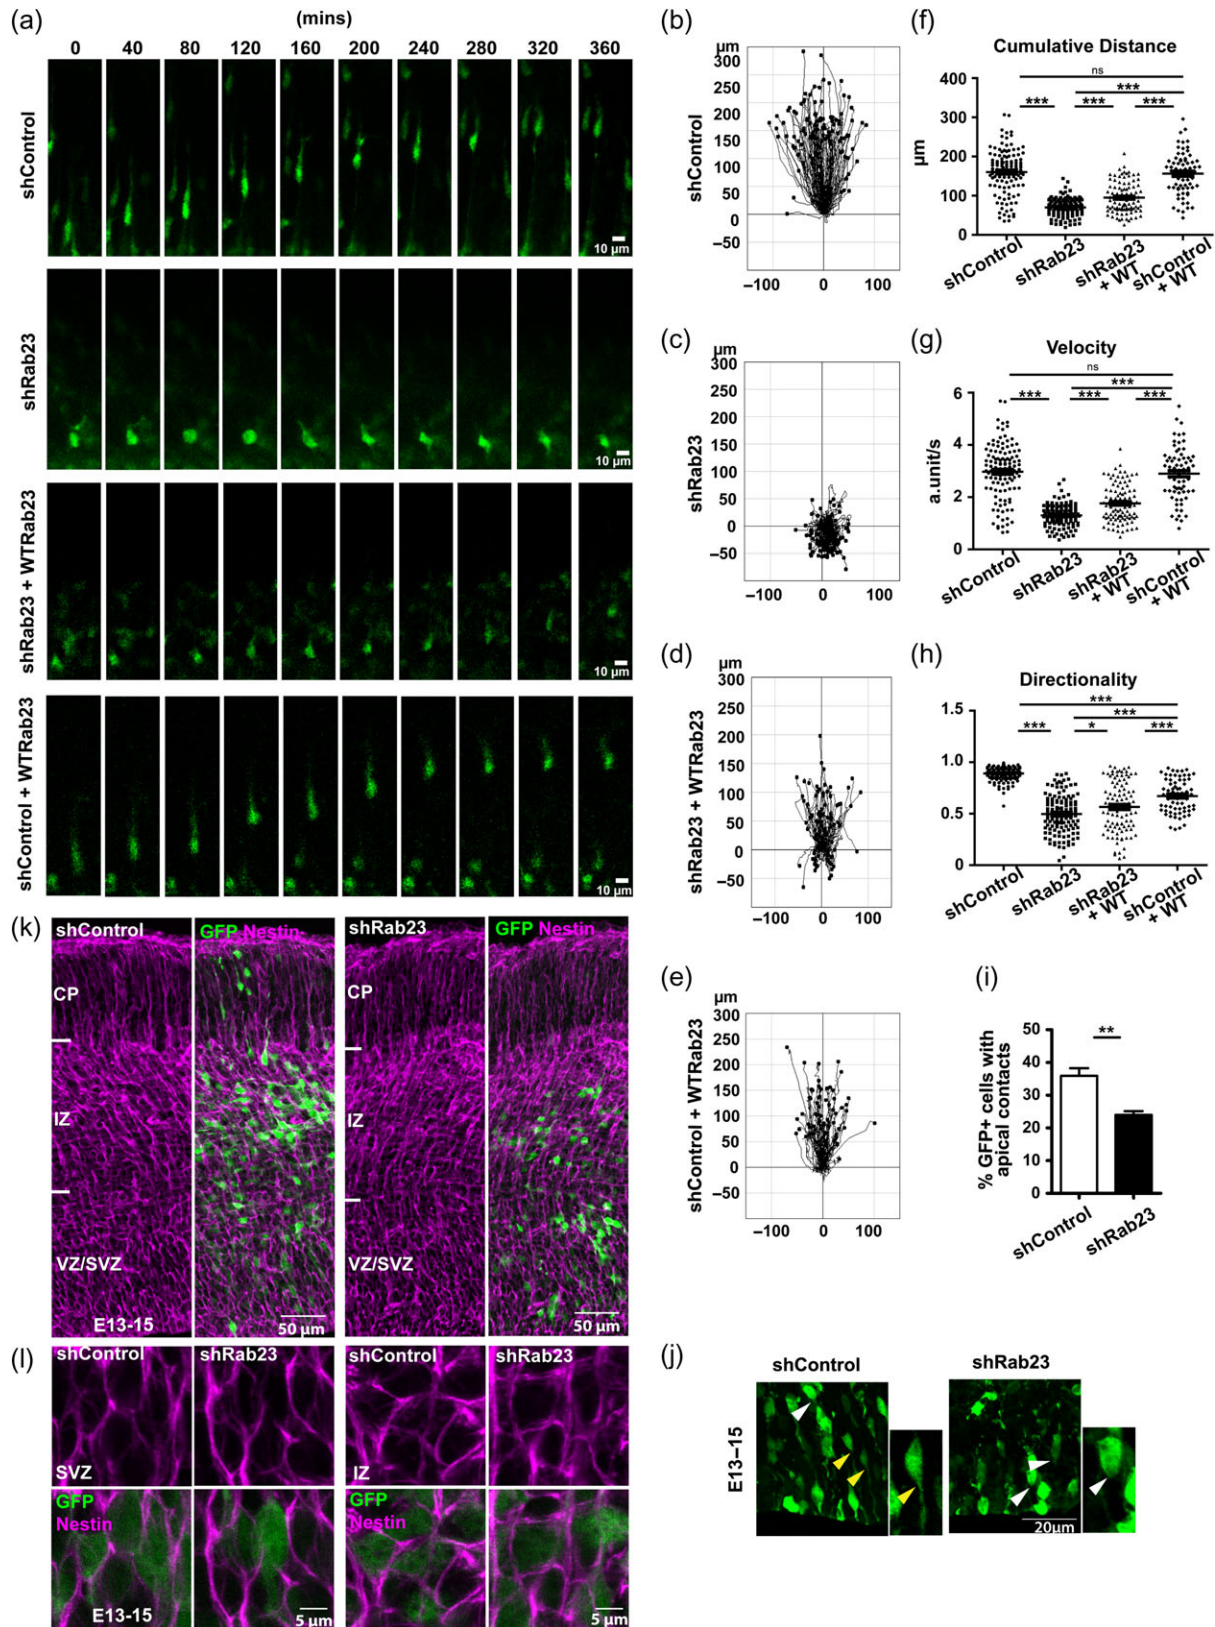 (a)
(mins)
0 40 80 120 160 200 240 280 320 360
shControl
10 µm
shRab23
10 µm
shRab23 + WTRab23
10 µm
shControl + WTRab23
10 µm
(b)
µm
shControl
300
250
200
150
100
50
0
–50
–100 0 100
(c)
µm
shRab23
300
250
200
150
100
50
0
–50
–100 0 100
(d)
µm
shRab23 + WTRab23
300
250
200
150
100
50
0
–50
–100 0 100
(e)
µm
shControl + WTRab23
300
250
200
150
100
50
0
–50
–100 0 100
(f)
Cumulative Distance
ns
***
*** *** ***
µm
400
300
200
100
0
shControl
shRab23
shRab23
+ WT
shControl
+ WT
(g)
Velocity
ns
***
*** *** ***
a.unit/s
6
4
2
0
shControl
shRab23
shRab23
+ WT
shControl
+ WT
(h)
Directionality
***
***
*** * ***
1.5
1.0
0.5
0
shControl
shRab23
shRab23
+ WT
shControl
+ WT
(i)
**
% GFP+ cells with
apical contacts
50
40
30
20
10
0
shControl
shRab23
(j)
shControl shRab23
E13–15
20µm
(k)
shControl GFP Nestin shRab23 GFP Nestin
CP CP
IZ IZ
VZ/SVZ VZ/SVZ
E13-15 50 µm 50 µm
(l)
shControl shRab23 shControl shRab23
SVZ IZ
GFP GFP
Nestin Nestin
E13-15 5 µm 5 µm